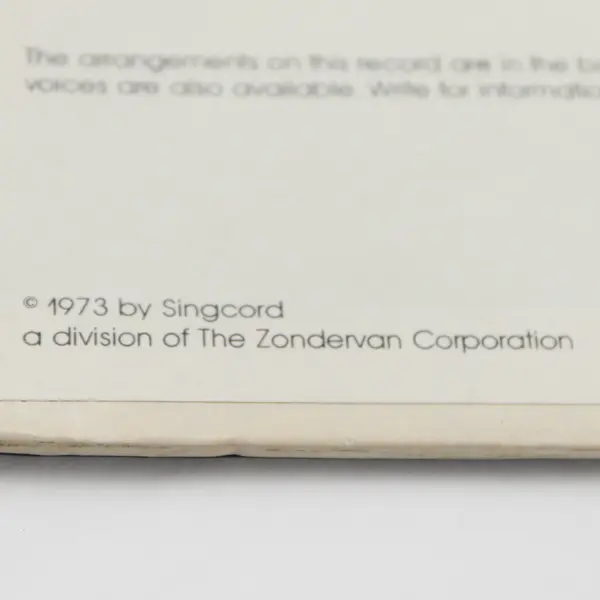 The arrangements on this record are in the
voices are also available. Write for
© 1973 by Singcord
a division of The Zondervan Corporation